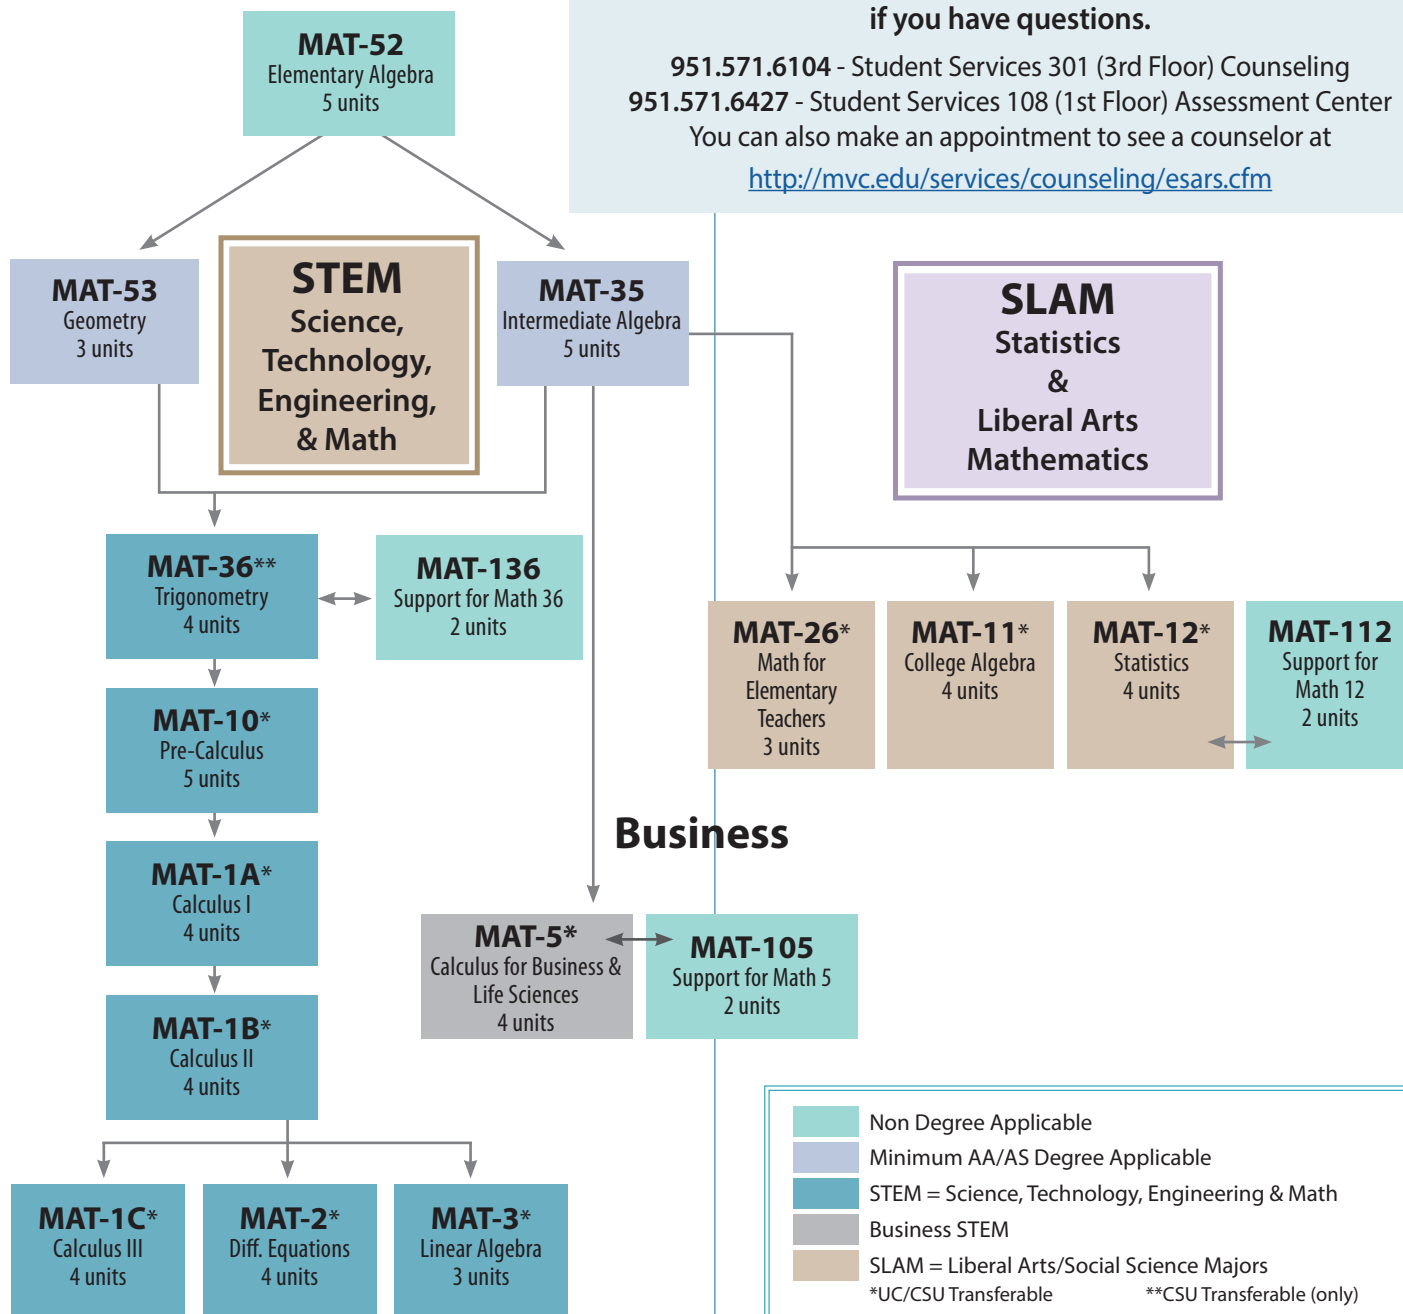 if you have questions.
951.571.6104 - Student Services 301 (3rd Floor) Counseling
951.571.6427 - Student Services 108 (1st Floor) Assessment Center
You can also make an appointment to see a counselor at
http://mvc.edu/services/counseling/esars.cfm
MAT-52
Elementary Algebra
5 units
MAT-53
Geometry
3 units
STEM
Science,
Technology,
Engineering,
& Math
MAT-35
Intermediate Algebra
5 units
SLAM
Statistics
&
Liberal Arts
Mathematics
MAT-36**
Trigonometry
4 units
MAT-136
Support for Math 36
2 units
MAT-26*
Math for
Elementary
Teachers
3 units
MAT-11*
College Algebra
4 units
MAT-12*
Statistics
4 units
MAT-112
Support for
Math 12
2 units
MAT-10*
Pre-Calculus
5 units
Business
MAT-1A*
Calculus I
4 units
MAT-5*
Calculus for Business &
Life Sciences
4 units
MAT-105
Support for Math 5
2 units
MAT-1B*
Calculus II
4 units
MAT-1C*
Calculus III
4 units
MAT-2*
Diff. Equations
4 units
MAT-3*
Linear Algebra
3 units
Non Degree Applicable
Minimum AA/AS Degree Applicable
STEM = Science, Technology, Engineering & Math
Business STEM
SLAM = Liberal Arts/Social Science Majors
*UC/CSU Transferable **CSU Transferable (only)